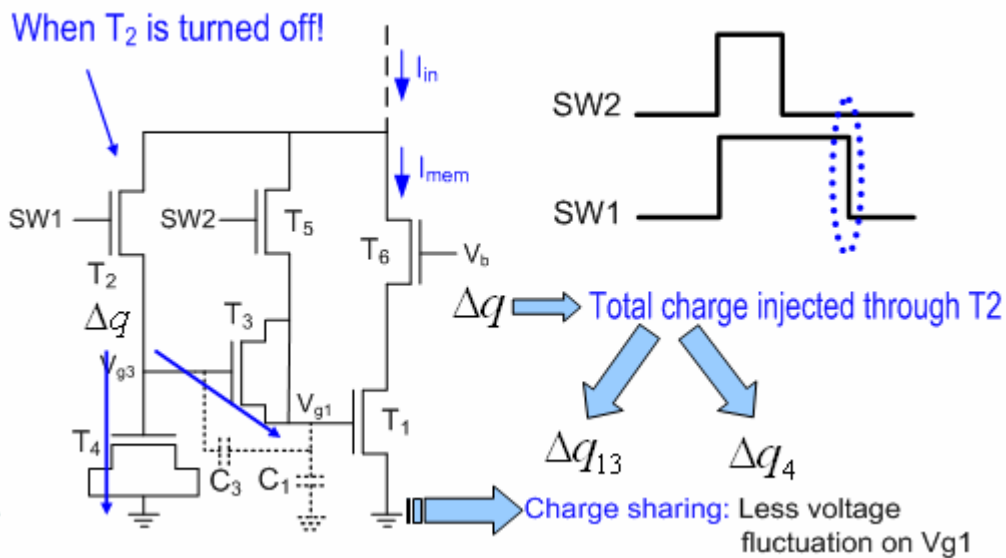 When T2 is turned off!
Iin
SW2
Imem
SW1
SW1
SW2
T5
T6
Vb
T2
Δq
T3
Δq
Total charge injected through T2
Vg3
Vg1
T1
T4
C3
C1
Δq13
Δq4
Charge sharing: Less voltage
fluctuation on Vg1